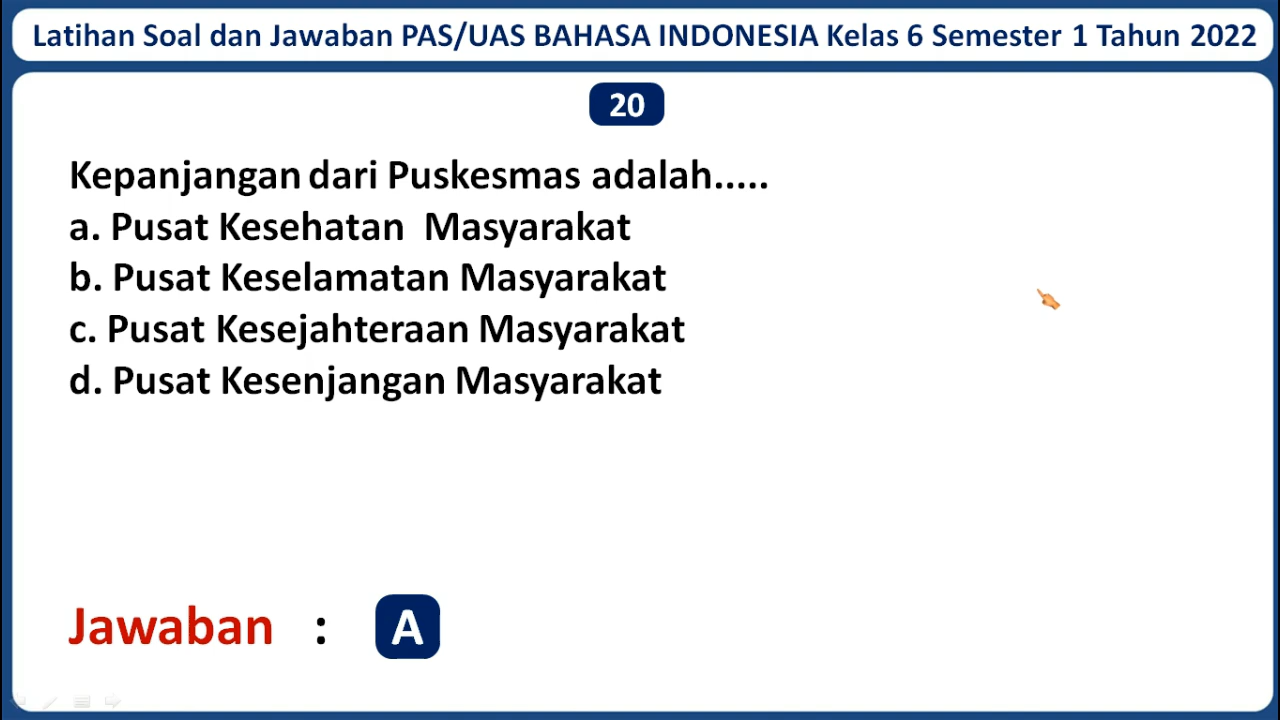 Latihan Soal dan Jawaban PAS/UAS BAHASA INDONESIA Kelas 6 Semester 1 Tahun 2022
20
Kepanjangan dari Puskesmas adalah.....
a. Pusat Kesehatan  Masyarakat
b. Pusat Keselamatan Masyarakat
c. Pusat Kesejahteraan Masyarakat
d. Pusat Kesenjangan Masyarakat
Jawaban : A